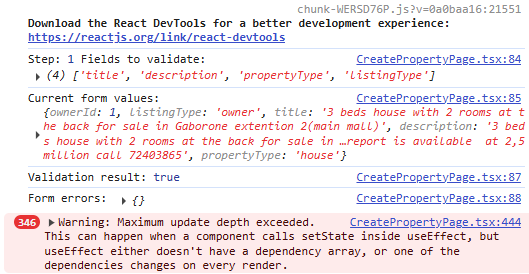 chunk-WERSD76P.js?v=0a0baa16:21551
Download the React DevTools for a better development experience:
https://reactjs.org/link/react-devtools
Step: 1 Fields to validate: CreatePropertyPage.tsx:84
(4) ['title', 'description', 'propertyType', 'listingType']
Current form values: CreatePropertyPage.tsx:85
{ownerId: 1, listingType: 'owner', title: '3 beds house with 2 rooms at t
he back for sale in Gaborone extention 2(main mall)', description: '3 bed
s house with 2 rooms at the back for sale in …report is available  at 2,5
million call 72403865', propertyType: 'house'}
Validation result: true CreatePropertyPage.tsx:87
Form errors: {} CreatePropertyPage.tsx:88
346 Warning: Maximum update depth exceeded. CreatePropertyPage.tsx:444
This can happen when a component calls setState inside useEffect, but
useEffect either doesn't have a dependency array, or one of the
dependencies changes on every render.